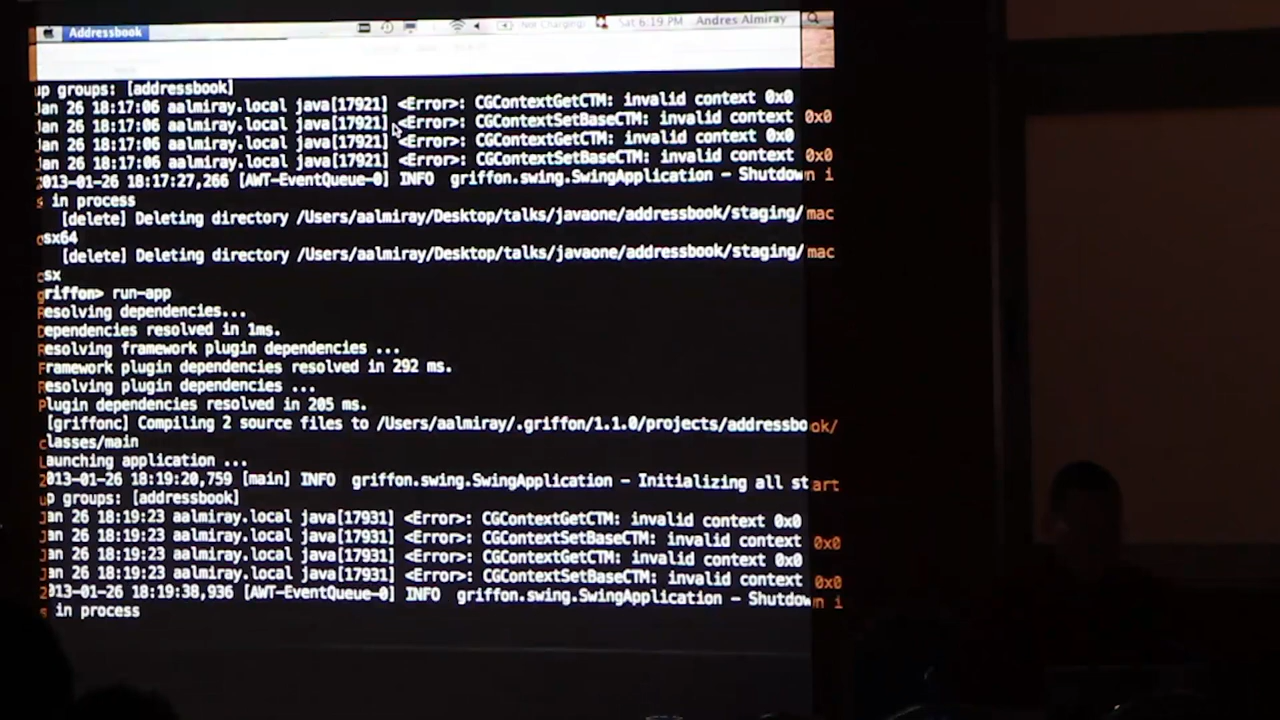 Addressbook Not Charging Sat 6:19 PM Andres Almiray
up groups: [addressbook]
Jan 26 18:17:06 aalmiray.local java[17921] <Error>: CGContextGetCTM: invalid context 0x0
Jan 26 18:17:06 aalmiray.local java[17921] <Error>: CGContextSetBaseCTM: invalid context 0x0
Jan 26 18:17:06 aalmiray.local java[17921] <Error>: CGContextGetCTM: invalid context 0x0
Jan 26 18:17:06 aalmiray.local java[17921] <Error>: CGContextSetBaseCTM: invalid context 0x0
2013-01-26 18:17:27,266 [AWT-EventQueue-0] INFO griffon.swing.SwingApplication - Shutdown i
s in process
[delete] Deleting directory /Users/aalmiray/Desktop/talks/javaone/addressbook/staging/mac
osx64
[delete] Deleting directory /Users/aalmiray/Desktop/talks/javaone/addressbook/staging/mac
osx
griffon> run-app
Resolving dependencies...
Dependencies resolved in 1ms.
Resolving framework plugin dependencies ...
Framework plugin dependencies resolved in 292 ms.
Resolving plugin dependencies ...
Plugin dependencies resolved in 205 ms.
[griffonc] Compiling 2 source files to /Users/aalmiray/.griffon/1.1.0/projects/addressbook/
classes/main
Launching application ...
2013-01-26 18:19:20,759 [main] INFO griffon.swing.SwingApplication - Initializing all start
up groups: [addressbook]
Jan 26 18:19:23 aalmiray.local java[17931] <Error>: CGContextGetCTM: invalid context 0x0
Jan 26 18:19:23 aalmiray.local java[17931] <Error>: CGContextSetBaseCTM: invalid context 0x0
Jan 26 18:19:23 aalmiray.local java[17931] <Error>: CGContextGetCTM: invalid context 0x0
Jan 26 18:19:23 aalmiray.local java[17931] <Error>: CGContextSetBaseCTM: invalid context 0x0
2013-01-26 18:19:38,936 [AWT-EventQueue-0] INFO griffon.swing.SwingApplication - Shutdown i
s in process